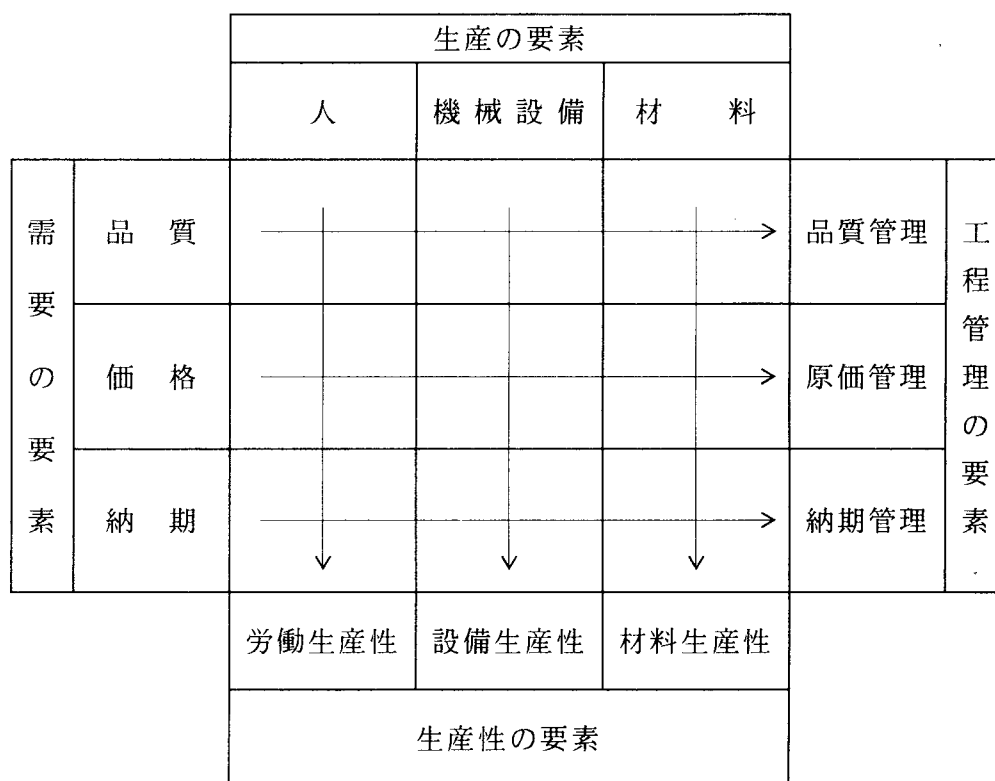 生産の要素
人
機械設備
材料
需要の要素
品質
品質管理
工程管理の要素
価格
原価管理
納期
納期管理
労働生産性
設備生産性
材料生産性
生産性の要素